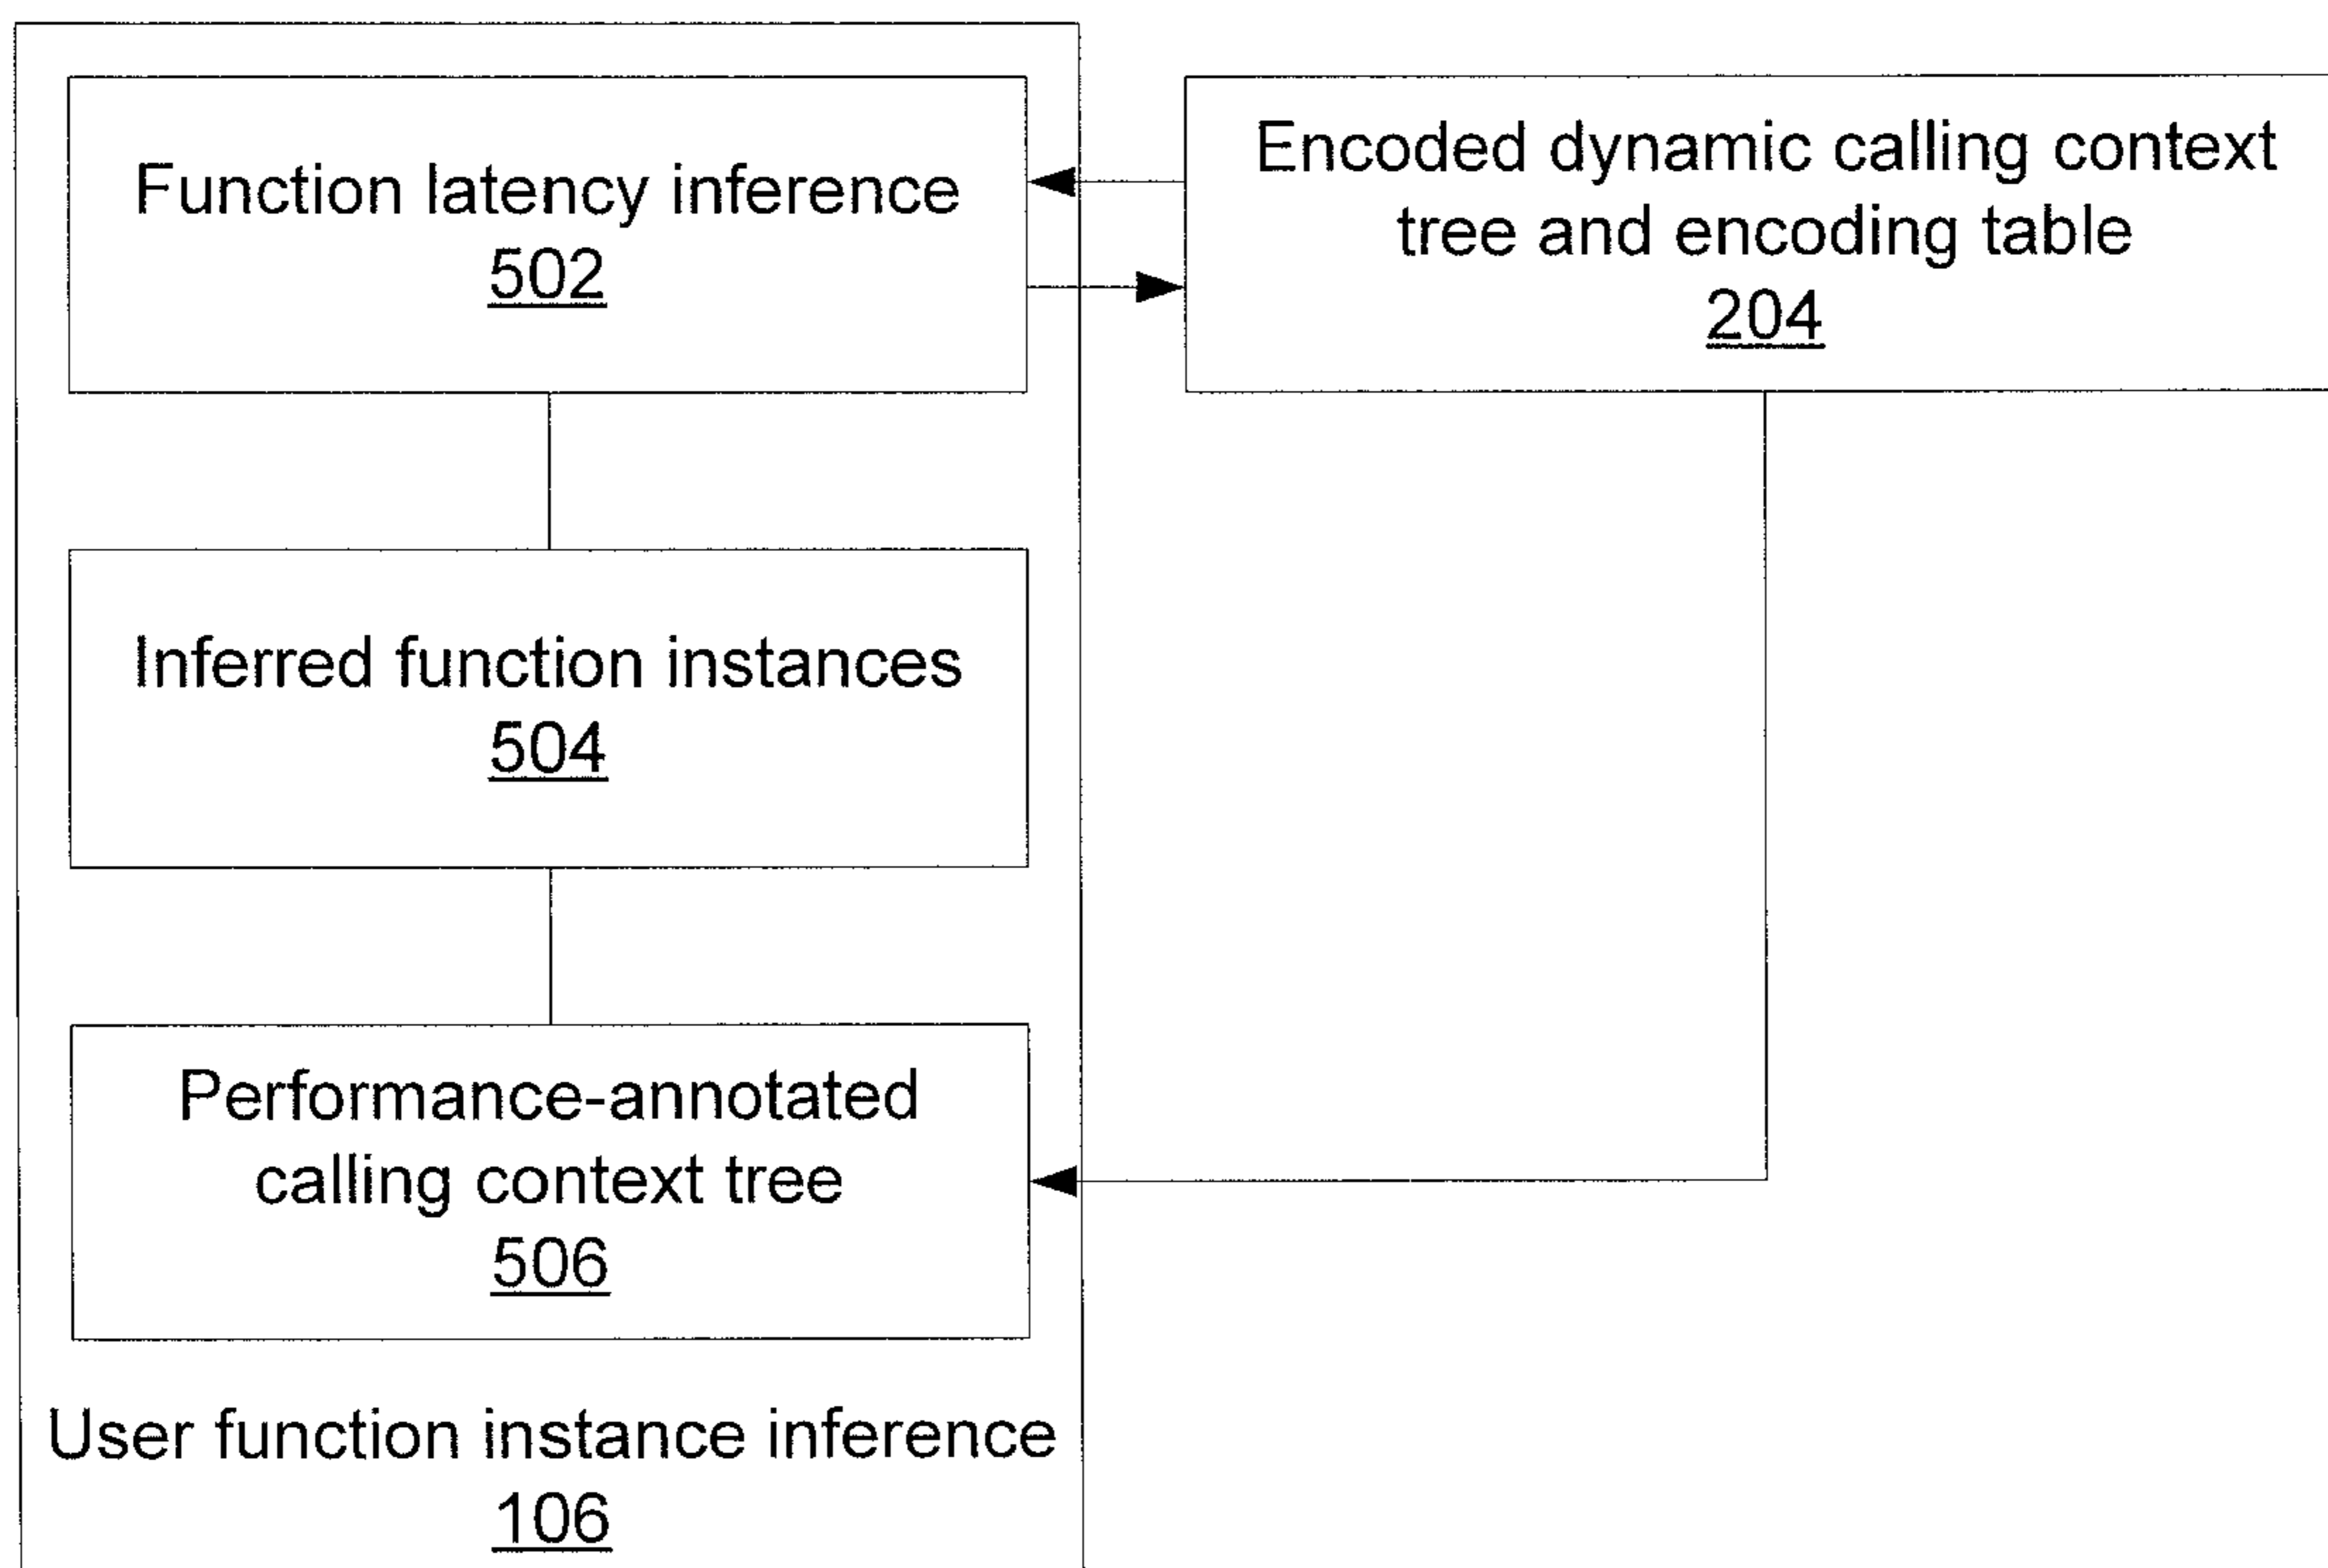 Function latency inference
502
Encoded dynamic calling context
tree and encoding table
204
Inferred function instances
504
Performance-annotated
calling context tree
506
User function instance inference
106